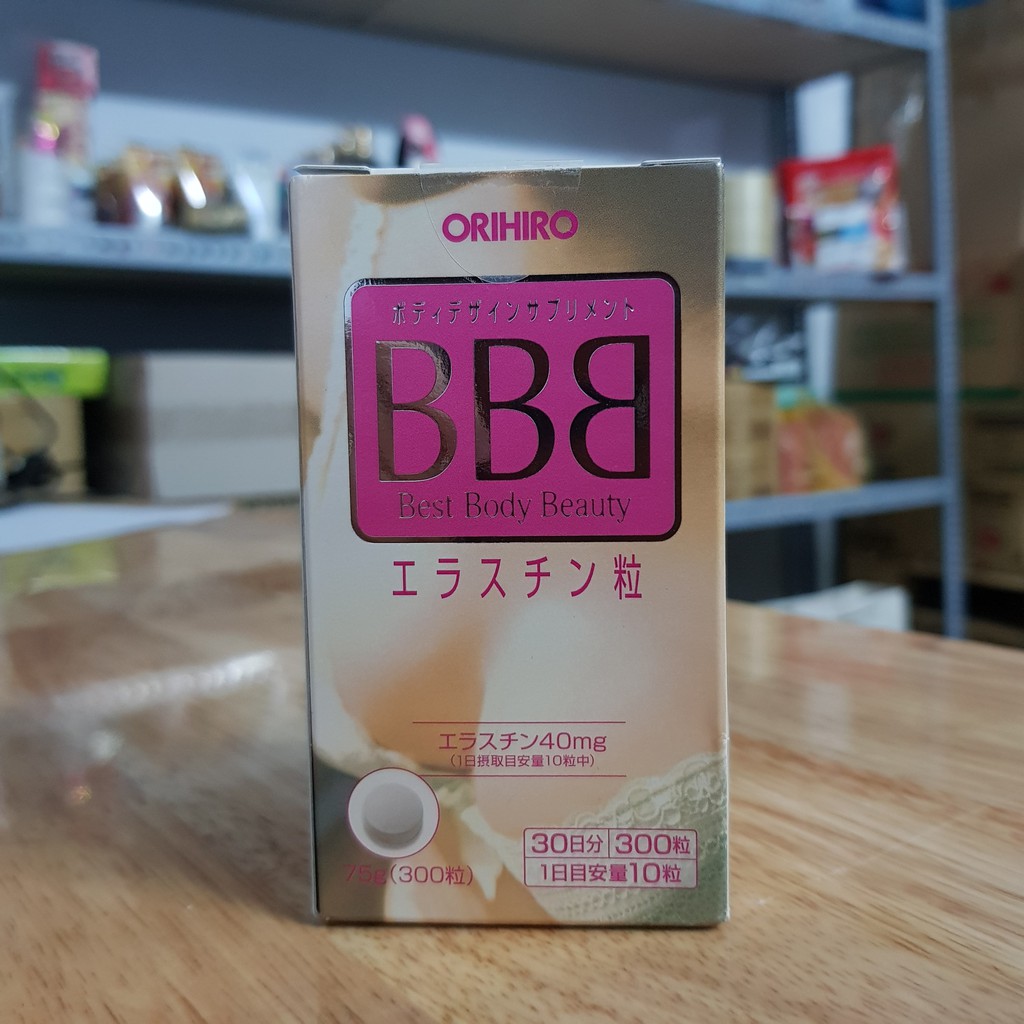 ORIHIRO
ボディデザインサプリメント
BBB
Best Body Beauty
エラスチン粒
エラスチン40mg
(1日摂取目安量10粒中)
75g(300粒)
30日分 300粒
1日目安量10粒